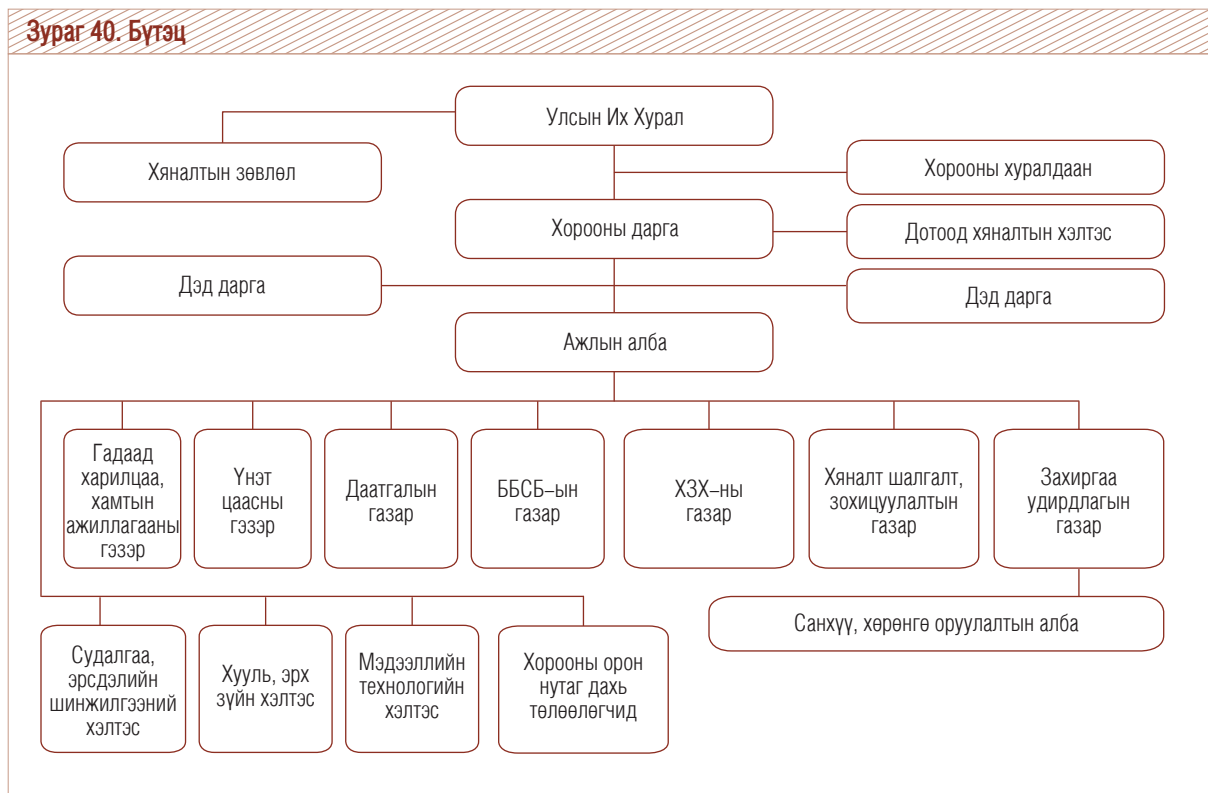 Зураг 40. Бүтэц
Улсын Их Хурал
Хяналтын зөвлөл
Хорооны хуралдаан
Хорооны дарга
Дотоод хяналтын хэлтэс
Дэд дарга
Дэд дарга
Ажлын алба
Гадаад
харилцаа,
хамтын
ажиллагааны
гэзэр
Үнэт
цаасны
гэзэр
Даатгалын
газар
ББСБ–ын
газар
ХЗХ–ны
газар
Хяналт шалгалт,
зохицуулалтын
газар
Захиргаа
удирдлагын
газар
Санхүү, хөрөнгө оруулалтын алба
Судалгаа,
эрсдэлийн
шинжилгээний
хэлтэс
Хууль, эрх
зүйн хэлтэс
Мэдээллийн
технологийн
хэлтэс
Хорооны орон
нутаг дахь
төлөөлөгчид